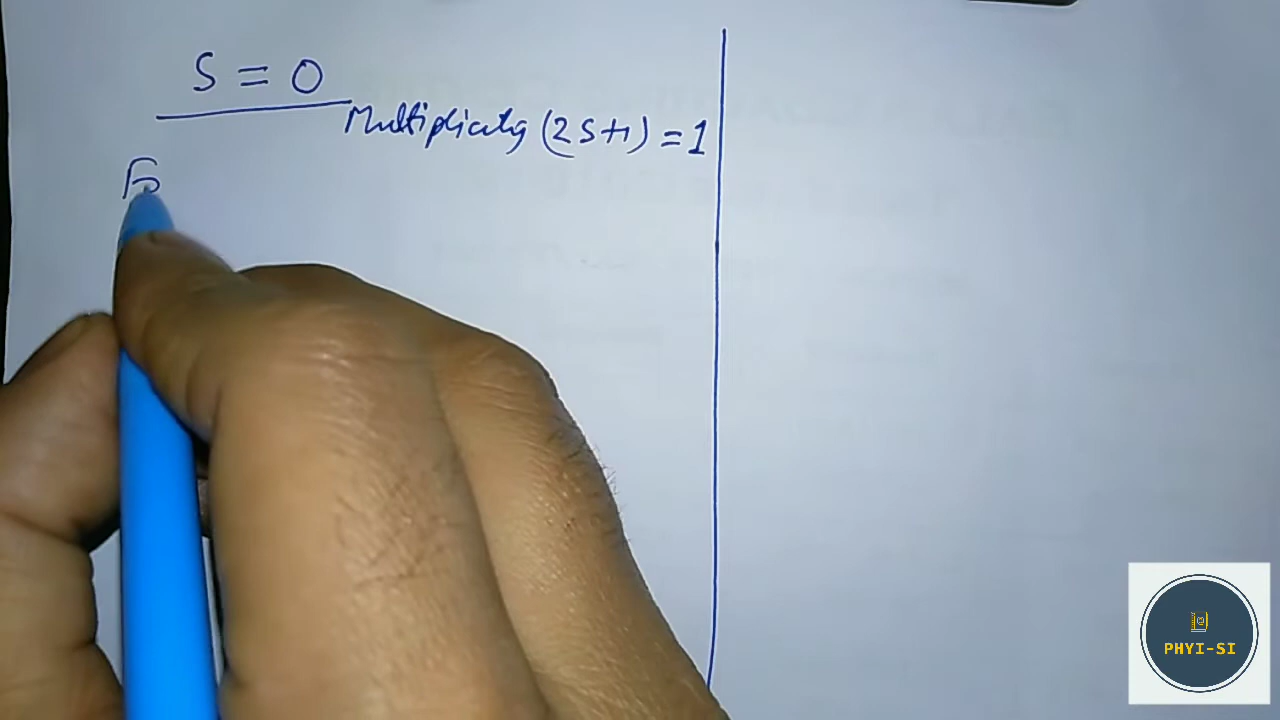 S = 0
Multiplicity (2S+1) = 1
F
PHYI-SI